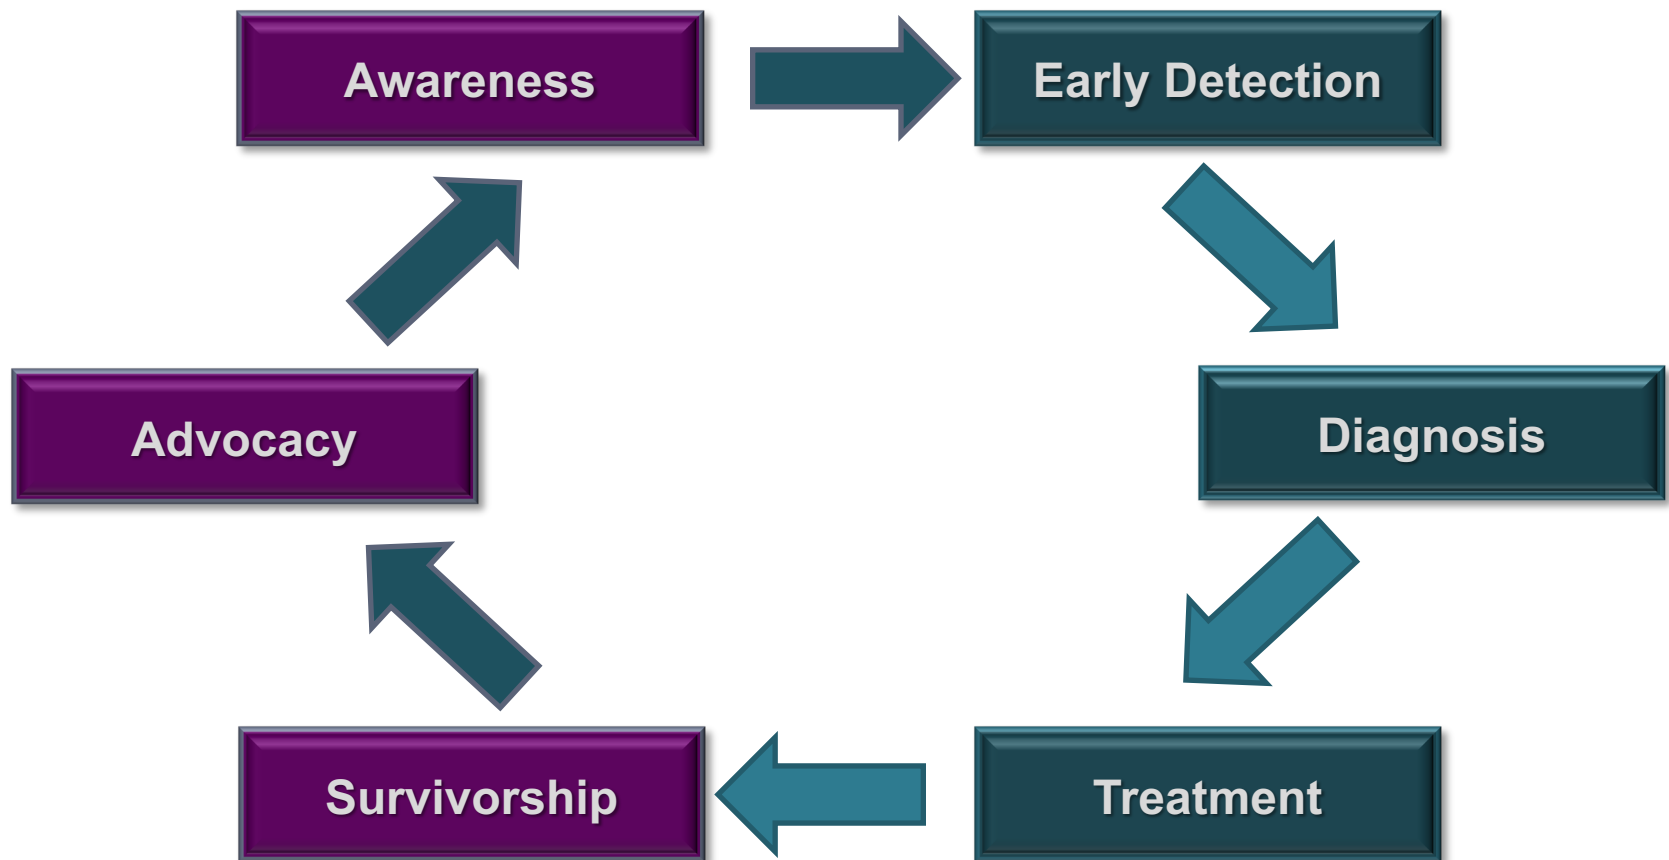 Awareness
Early Detection
Advocacy
Diagnosis
Survivorship
Treatment